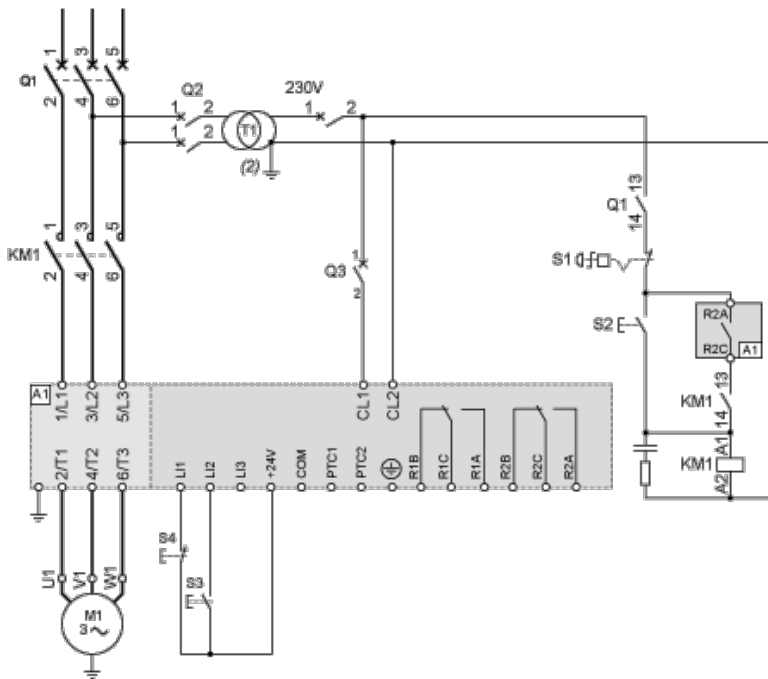 1 3 5
Q1
2 4 6
Q2
1 2
1 2
T1
(2)
230V
1 2
1 3 5
KM1
2 4 6
Q3
1
2
13
Q1
14
S1
S2
R2A
R2C
A1
13
KM1
14
A1
KM1
A2
A1
1/L1 3/L2 5/L3
CL1 CL2
2/T1 4/T2 6/T3
LI1 LI2 LI3 +24V COM PTC1 PTC2 R1B R1C R1A R2B R2C R2A
S4
S3
U1 V1 W1
M1
3